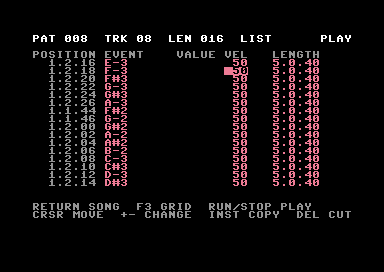 PAT 008 TRK 08 LEN 016 LIST PLAY
POSITION EVENT VALUE VEL LENGTH
1.2.16 E-3 50 5.0.40
1.2.18 F-3 50 5.0.40
1.2.20 F#3 50 5.0.40
1.2.22 G-3 50 5.0.40
1.2.24 G#3 50 5.0.40
1.2.26 A-3 50 5.0.40
1.1.44 F#2 50 5.0.40
1.1.46 G-2 50 5.0.40
1.2.00 G#2 50 5.0.40
1.2.02 A-2 50 5.0.40
1.2.04 A#2 50 5.0.40
1.2.06 B-2 50 5.0.40
1.2.08 C-3 50 5.0.40
1.2.10 C#3 50 5.0.40
1.2.12 D-3 50 5.0.40
1.2.14 D#3 50 5.0.40
RETURN SONG F3 GRID RUN/STOP PLAY
CRSR MOVE +- CHANGE INST COPY DEL CUT